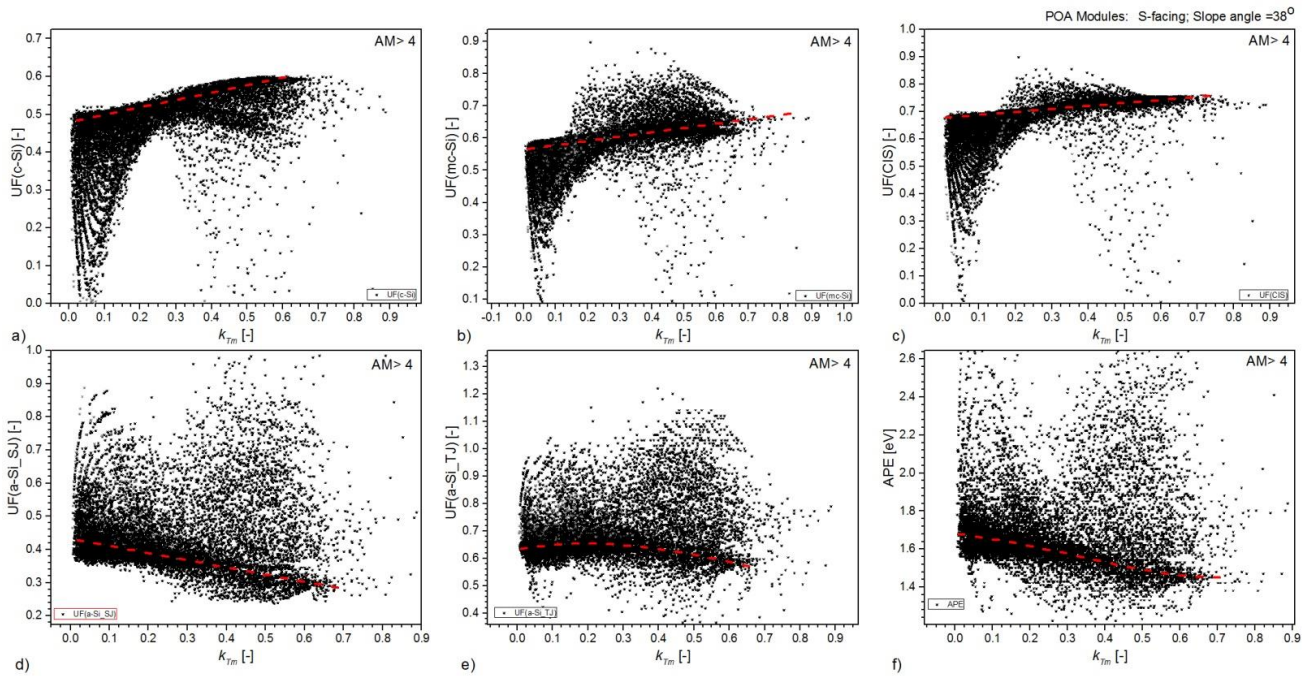 POA Modules: S-facing; Slope angle =38°
AM> 4
UF(c-Si) [-]
0.7
0.6
0.5
0.4
0.3
0.2
0.1
0.0
UF(c-Si)
0.0 0.1 0.2 0.3 0.4 0.5 0.6 0.7 0.8 0.9
k_Tm [-]
a)
AM> 4
UF(mc-Si) [-]
0.9
0.8
0.7
0.6
0.5
0.4
0.3
0.2
0.1
UF(mc-Si)
-0.1 0.0 0.1 0.2 0.3 0.4 0.5 0.6 0.7 0.8 0.9 1.0
k_Tm [-]
b)
AM> 4
UF(CIS) [-]
1.0
0.9
0.8
0.7
0.6
0.5
0.4
0.3
0.2
0.1
0.0
UF(CIS)
0.0 0.1 0.2 0.3 0.4 0.5 0.6 0.7 0.8 0.9
k_Tm [-]
c)
AM> 4
UF(a-Si_SJ) [-]
1.0
0.9
0.8
0.7
0.6
0.5
0.4
0.3
0.2
UF(a-Si_SJ)
0.0 0.1 0.2 0.3 0.4 0.5 0.6 0.7 0.8 0.9
k_Tm [-]
d)
AM> 4
UF(a-Si_TJ) [-]
1.3
1.2
1.1
1.0
0.9
0.8
0.7
0.6
0.5
0.4
UF(a-Si_TJ)
0.0 0.1 0.2 0.3 0.4 0.5 0.6 0.7 0.8 0.9
k_Tm [-]
e)
AM> 4
APE [eV]
2.6
2.4
2.2
2.0
1.8
1.6
1.4
APE
0.0 0.1 0.2 0.3 0.4 0.5 0.6 0.7 0.8 0.9
k_Tm [-]
f)